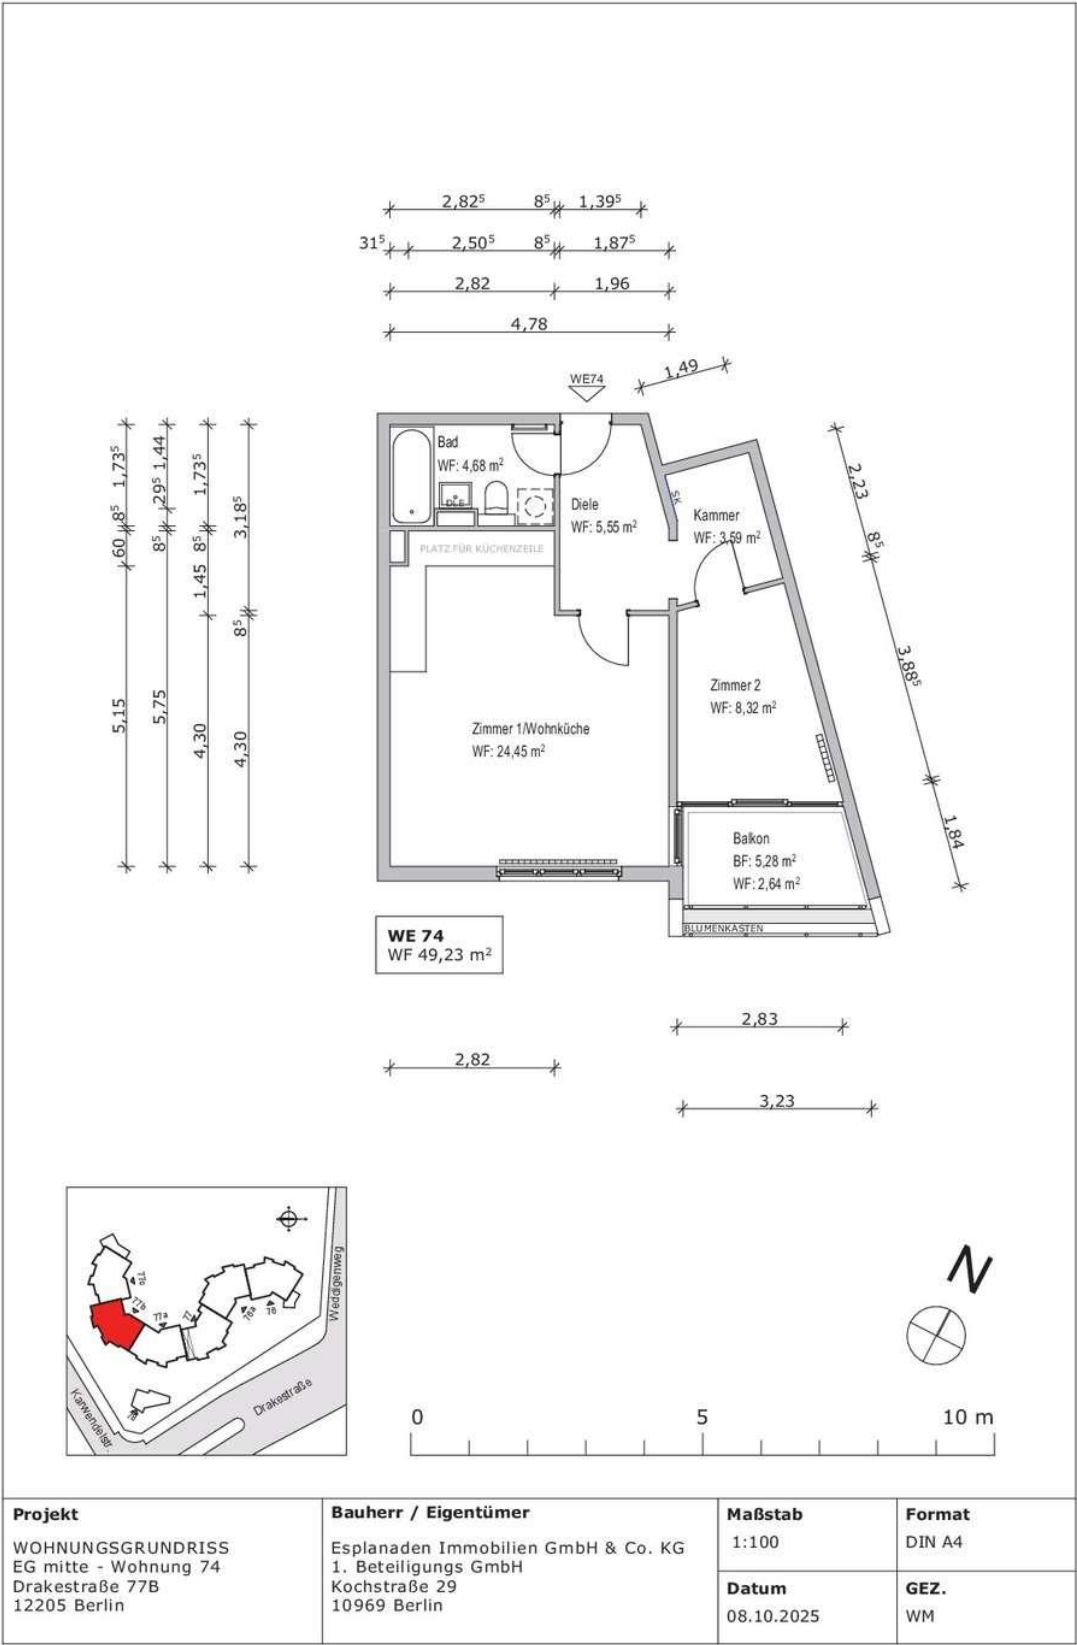 2,82⁵ 8⁵ 1,39⁵
31⁵ 2,50⁵ 8⁵ 1,87⁵
2,82 1,96
4,78
1,49
WE74
1,73⁵
8⁵
60
5,15
1,44
29⁵
8⁵
5,75
1,73⁵
8⁵
1,45
4,30
3,18⁵
8⁵
4,30
Bad
WF: 4,68 m²
DLE
Diele
WF: 5,55 m²
SK
Kammer
WF: 3,59 m²
PLATZ FÜR KÜCHENZEILE
2,23
8⁵
3,88⁵
1,84
Zimmer 2
WF: 8,32 m²
Zimmer 1/Wohnküche
WF: 24,45 m²
Balkon
BF: 5,28 m²
WF: 2,64 m²
BLUMENKÄSTEN
WE 74
WF 49,23 m²
2,83
2,82
3,23
77c
77b
77a
77
76a
76
78
Weddigenweg
Drakestraße
Karwendelstr.
N
0 5 10 m
Projekt
WOHNUNGSGRUNDRISS
EG mitte - Wohnung 74
Drakestraße 77B
12205 Berlin
Bauherr / Eigentümer
Esplanaden Immobilien GmbH & Co. KG
1. Beteiligungs GmbH
Kochstraße 29
10969 Berlin
Maßstab
1:100
Format
DIN A4
Datum
08.10.2025
GEZ.
WM